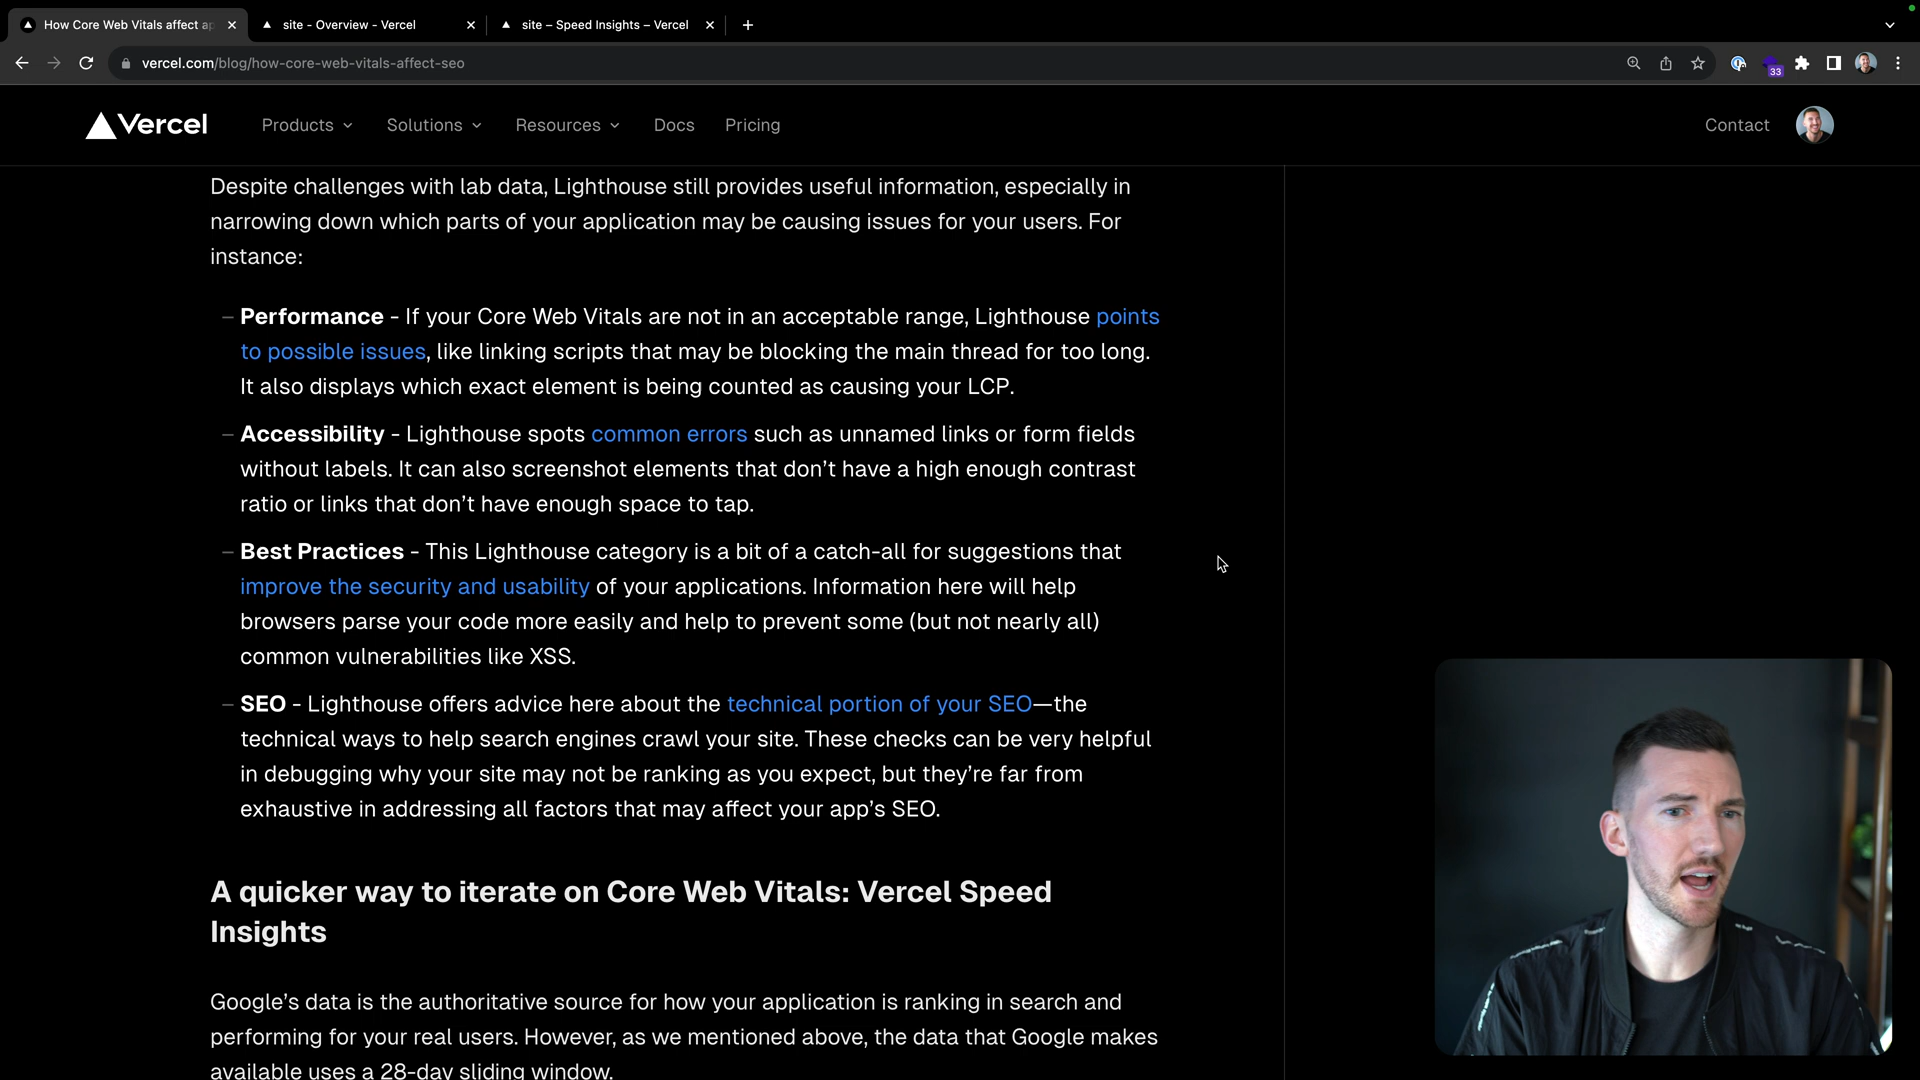 How Core Web Vitals affect ap
site - Overview - Vercel
site – Speed Insights – Vercel
vercel.com/blog/how-core-web-vitals-affect-seo
33
Vercel
Products
Solutions
Resources
Docs
Pricing
Contact
Despite challenges with lab data, Lighthouse still provides useful information, especially in
narrowing down which parts of your application may be causing issues for your users. For
instance:
– Performance - If your Core Web Vitals are not in an acceptable range, Lighthouse points
to possible issues, like linking scripts that may be blocking the main thread for too long.
It also displays which exact element is being counted as causing your LCP.
– Accessibility - Lighthouse spots common errors such as unnamed links or form fields
without labels. It can also screenshot elements that don’t have a high enough contrast
ratio or links that don’t have enough space to tap.
– Best Practices - This Lighthouse category is a bit of a catch-all for suggestions that
improve the security and usability of your applications. Information here will help
browsers parse your code more easily and help to prevent some (but not nearly all)
common vulnerabilities like XSS.
– SEO - Lighthouse offers advice here about the technical portion of your SEO—the
technical ways to help search engines crawl your site. These checks can be very helpful
in debugging why your site may not be ranking as you expect, but they’re far from
exhaustive in addressing all factors that may affect your app’s SEO.
A quicker way to iterate on Core Web Vitals: Vercel Speed
Insights
Google’s data is the authoritative source for how your application is ranking in search and
performing for your real users. However, as we mentioned above, the data that Google makes
available uses a 28-day sliding window.